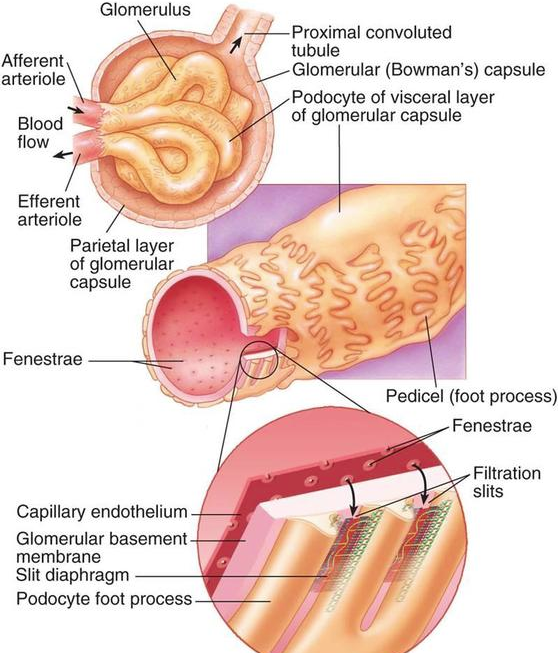 Glomerulus
Proximal convoluted
tubule
Glomerular (Bowman's) capsule
Afferent
arteriole
Podocyte of visceral layer
of glomerular capsule
Blood
flow
Efferent
arteriole
Parietal layer
of glomerular
capsule
Fenestrae
Pedicel (foot process)
Fenestrae
Filtration
slits
Capillary endothelium
Glomerular basement
membrane
Slit diaphragm
Podocyte foot process